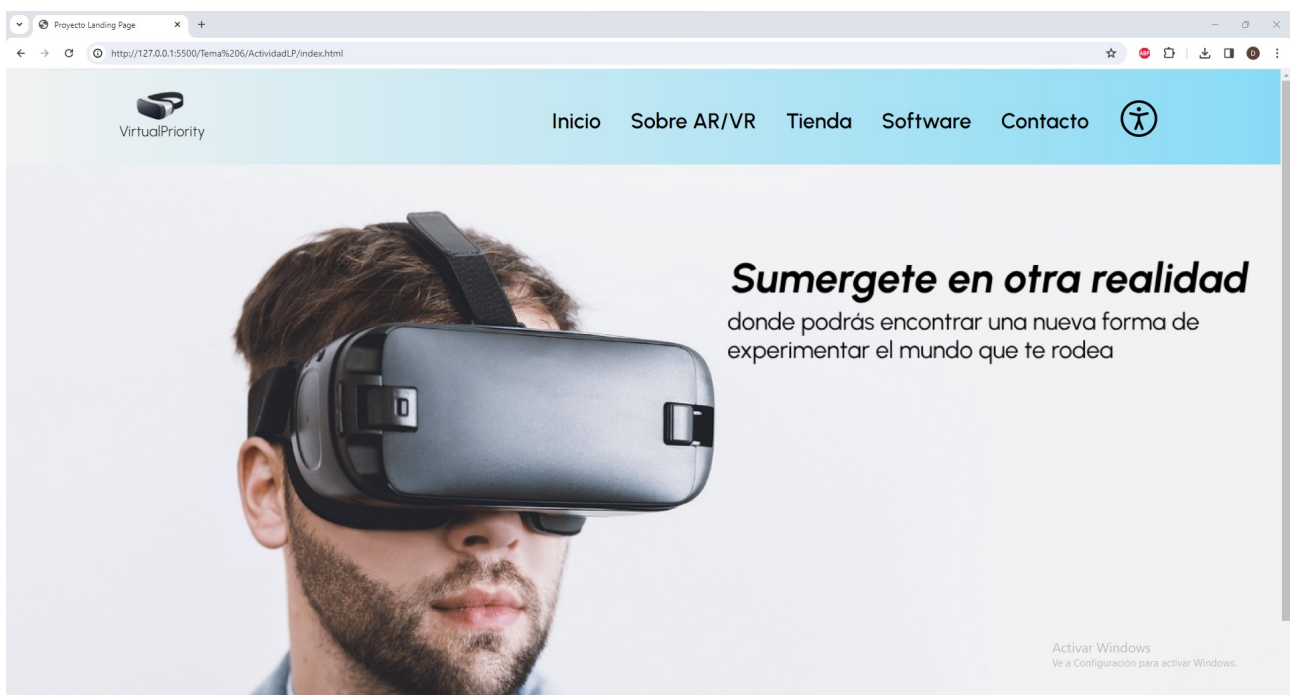 Proyecto Landing Page
http://127.0.0.1:5500/Tema%206/ActividadLP/index.html
ABP
D
VirtualPriority
Inicio Sobre AR/VR Tienda Software Contacto
Sumergete en otra realidad
donde podrás encontrar una nueva forma de
experimentar el mundo que te rodea
Activar Windows
Ve a Configuración para activar Windows.